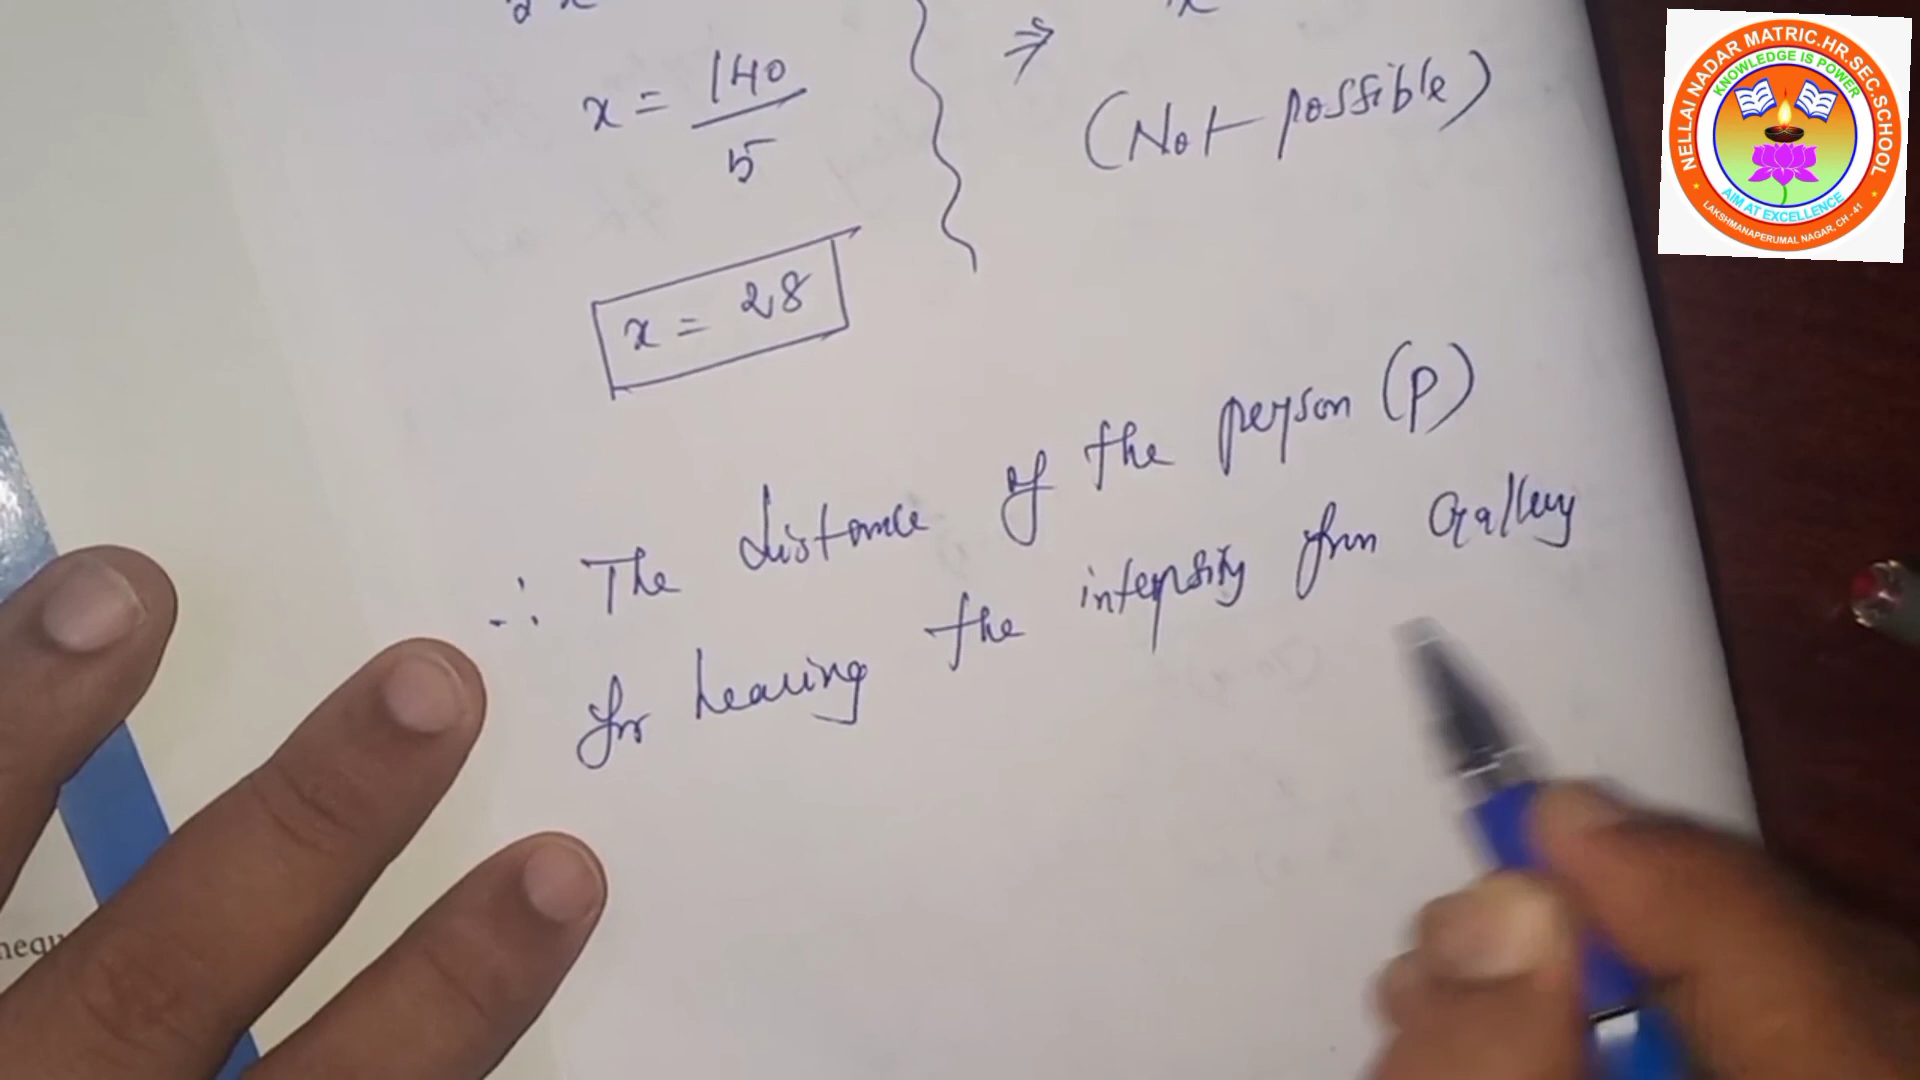 x = 140/5
⇒
(Not possible)
x = 28
∴ The distance of the person (P)
for hearing the intensity from Gallery
NELLAI NADAR MATRIC.HR.SEC.SCHOOL
KNOWLEDGE IS POWER
AIM AT EXCELLENCE
LAKSHMANAPERUMAL NAGAR, CH - 41